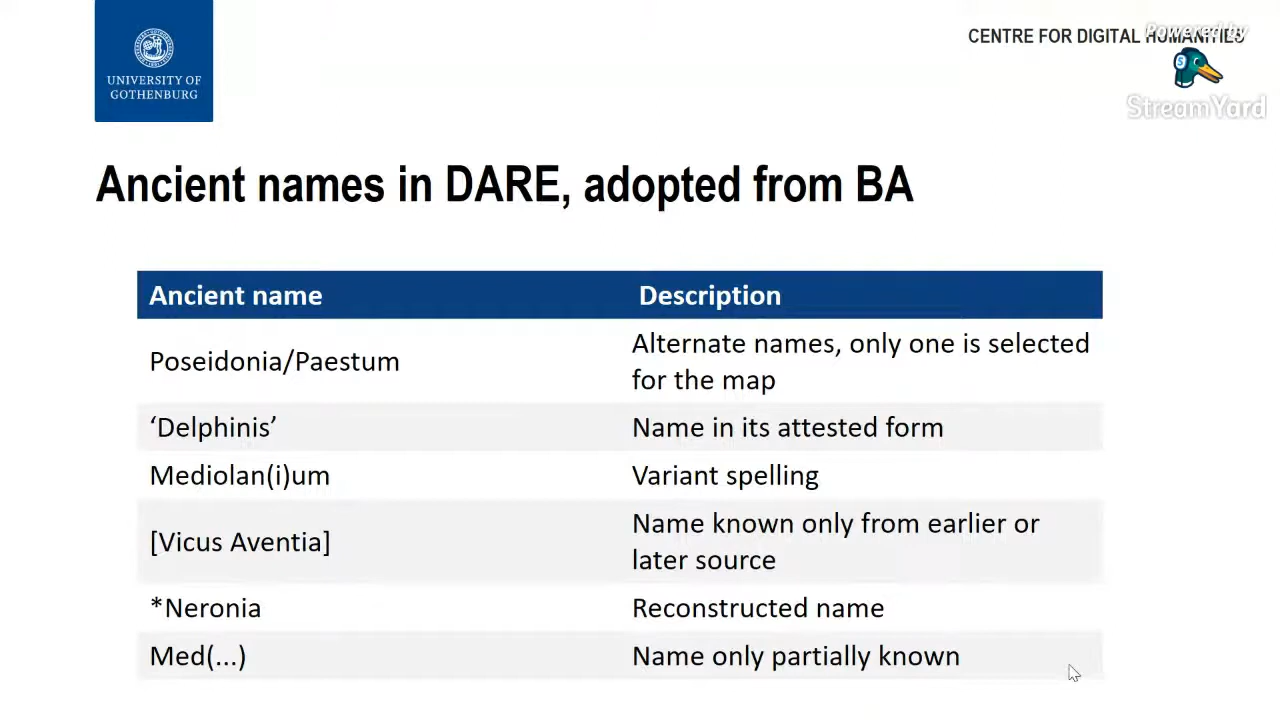 UNIVERSITY OF
GOTHENBURG
CENTRE FOR DIGITAL HUMANITIES
Powered by
StreamYard
Ancient names in DARE, adopted from BA
Ancient name Description
Poseidonia/Paestum Alternate names, only one is selected
for the map
‘Delphinis’ Name in its attested form
Mediolan(i)um Variant spelling
[Vicus Aventia] Name known only from earlier or
later source
*Neronia Reconstructed name
Med(...) Name only partially known